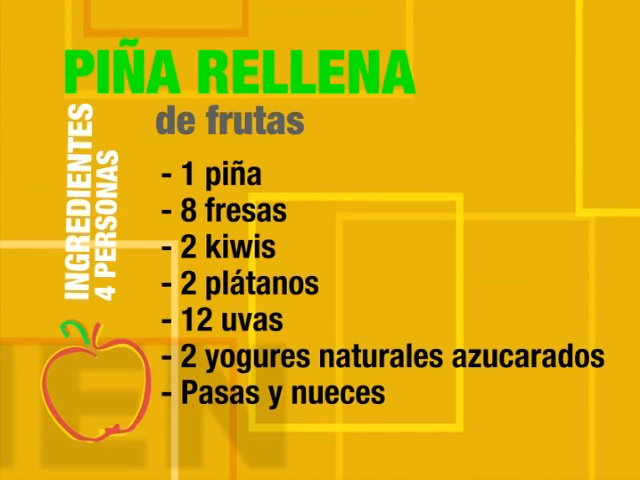 PIÑA RELLENA
de frutas
INGREDIENTES
4 PERSONAS
- 1 piña
- 8 fresas
- 2 kiwis
- 2 plátanos
- 12 uvas
- 2 yogures naturales azucarados
- Pasas y nueces
IEN